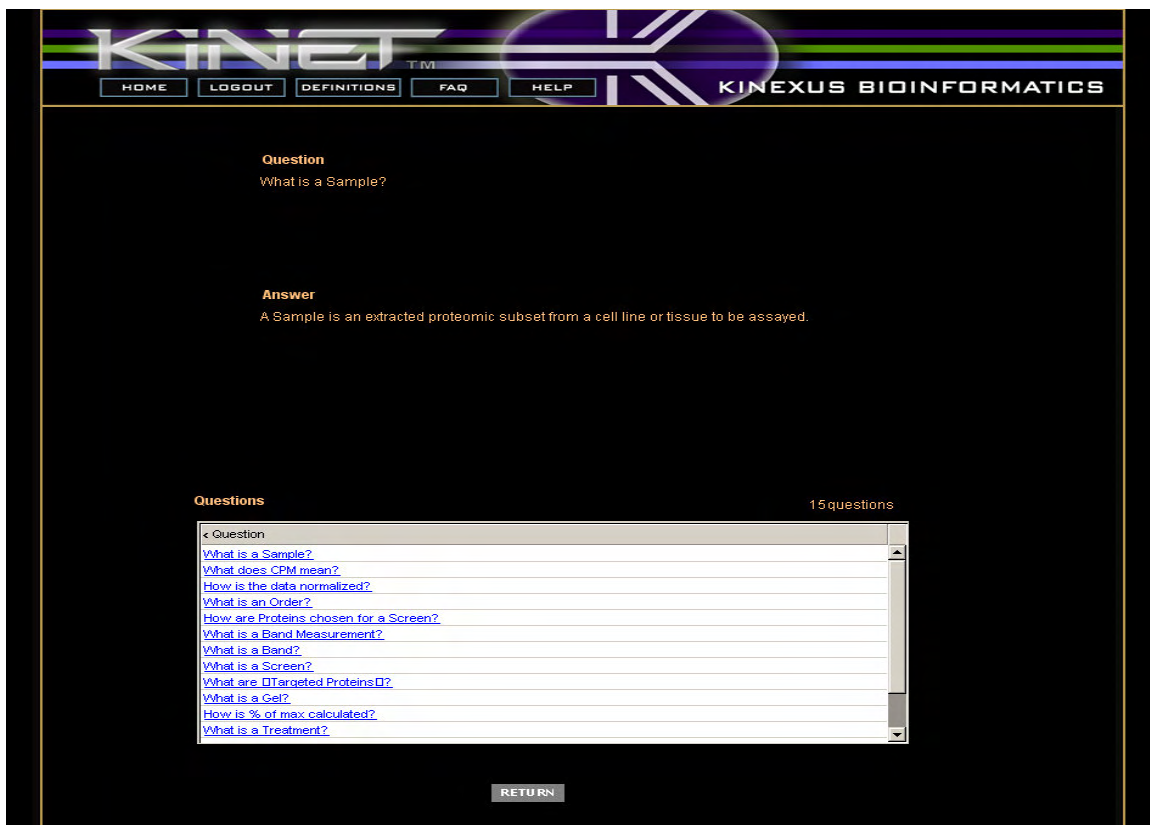 KiNET TM
HOME LOGOUT DEFINITIONS FAQ HELP KINEXUS BIOINFORMATICS
Question
What is a Sample?
Answer
A Sample is an extracted proteomic subset from a cell line or tissue to be assayed.
Questions 15 questions
< Question
What is a Sample?
What does CPM mean?
How is the data normalized?
What is an Order?
How are Proteins chosen for a Screen?
What is a Band Measurement?
What is a Band?
What is a Screen?
What are □Targeted Proteins□?
What is a Gel?
How is % of max calculated?
What is a Treatment?
RETURN